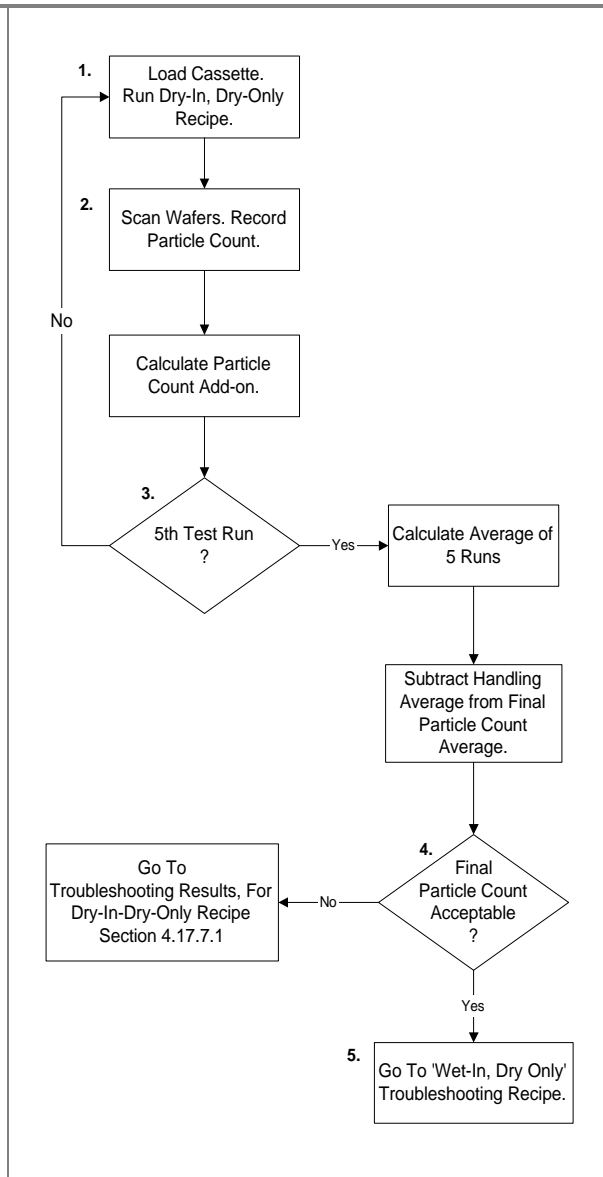 1.
Load Cassette.
Run Dry-In, Dry-Only
Recipe.
2.
Scan Wafers. Record
Particle Count.
No
Calculate Particle
Count Add-on.
3.
5th Test Run
?
Yes
Calculate Average of
5 Runs
Subtract Handling
Average from Final
Particle Count
Average.
4.
Final
Particle Count
Acceptable
?
No
Go To
Troubleshooting Results, For
Dry-In-Dry-Only Recipe
Section 4.17.7.1
Yes
5.
Go To 'Wet-In, Dry Only'
Troubleshooting Recipe.